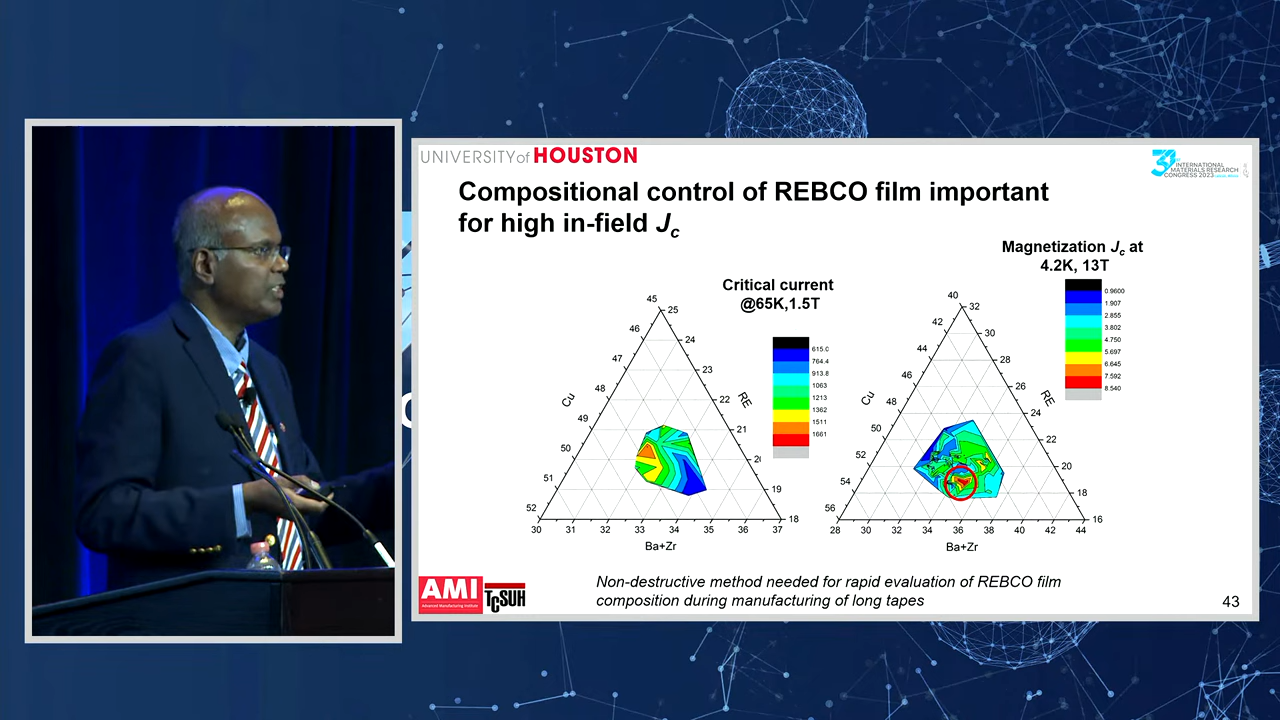 UNIVERSITYof HOUSTON
INTERNATIONAL
MATERIALS RESEARCH
CONGRESS 2023
Compositional control of REBCO film important
for high in-field Jc
Critical current
@65K,1.5T
Magnetization Jc at
4.2K, 13T
45 25
46 24
47 23
48 22
49 21
50 20
51 19
52 18
30 31 32 33 34 35 37
Cu
RE
Ba+Zr
615.0
764.4
913.8
1063
1213
1362
1511
1661
40 32
42 30
44 28
46 26
48 24
50 22
52 20
54 18
56 16
28 30 32 34 36 38 40 42 44
Cu
RE
Ba+Zr
0.9600
1.907
2.855
3.802
4.750
5.697
6.645
7.592
8.540
Non-destructive method needed for rapid evaluation of REBCO film
composition during manufacturing of long tapes
AMI
Advanced Manufacturing Institute
TCSUH
43